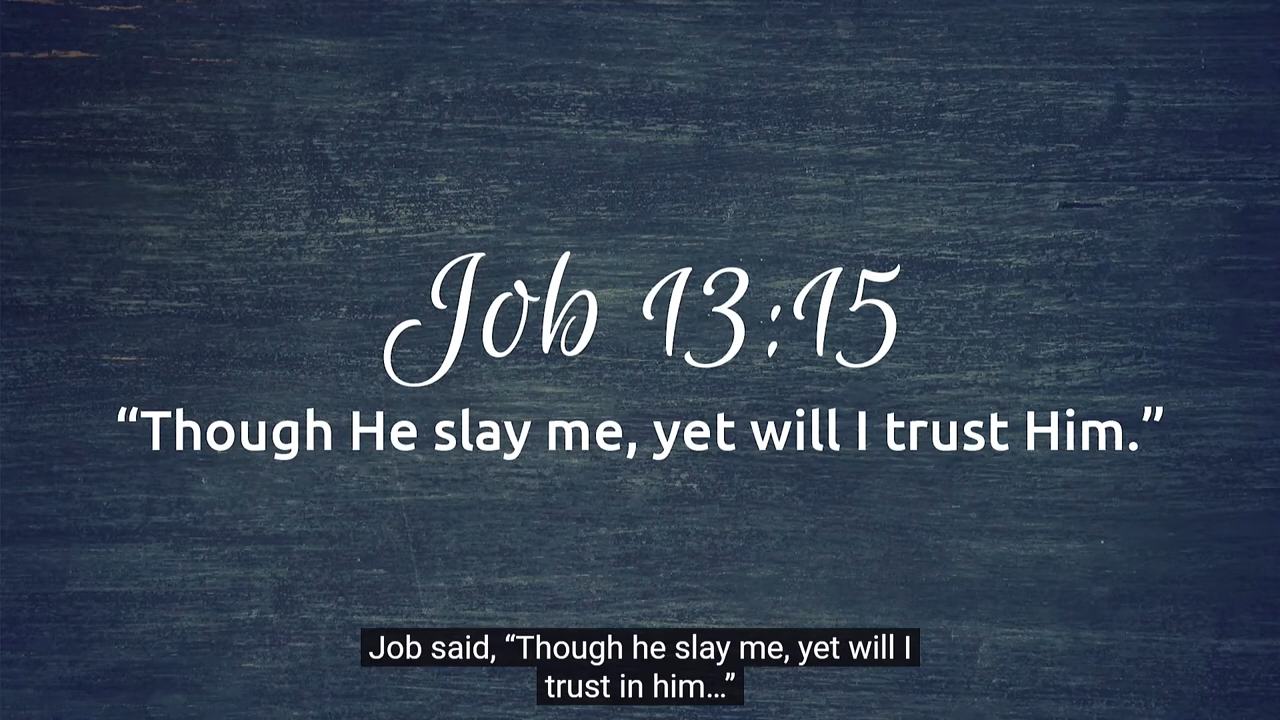 Job 13:15
“Though He slay me, yet will I trust Him.”
Job said, “Though he slay me, yet will I
trust in him…”